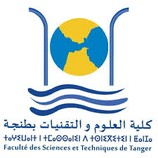 كلية العلوم و التقنيات بطنجة
Faculté des Sciences et Techniques de Tanger